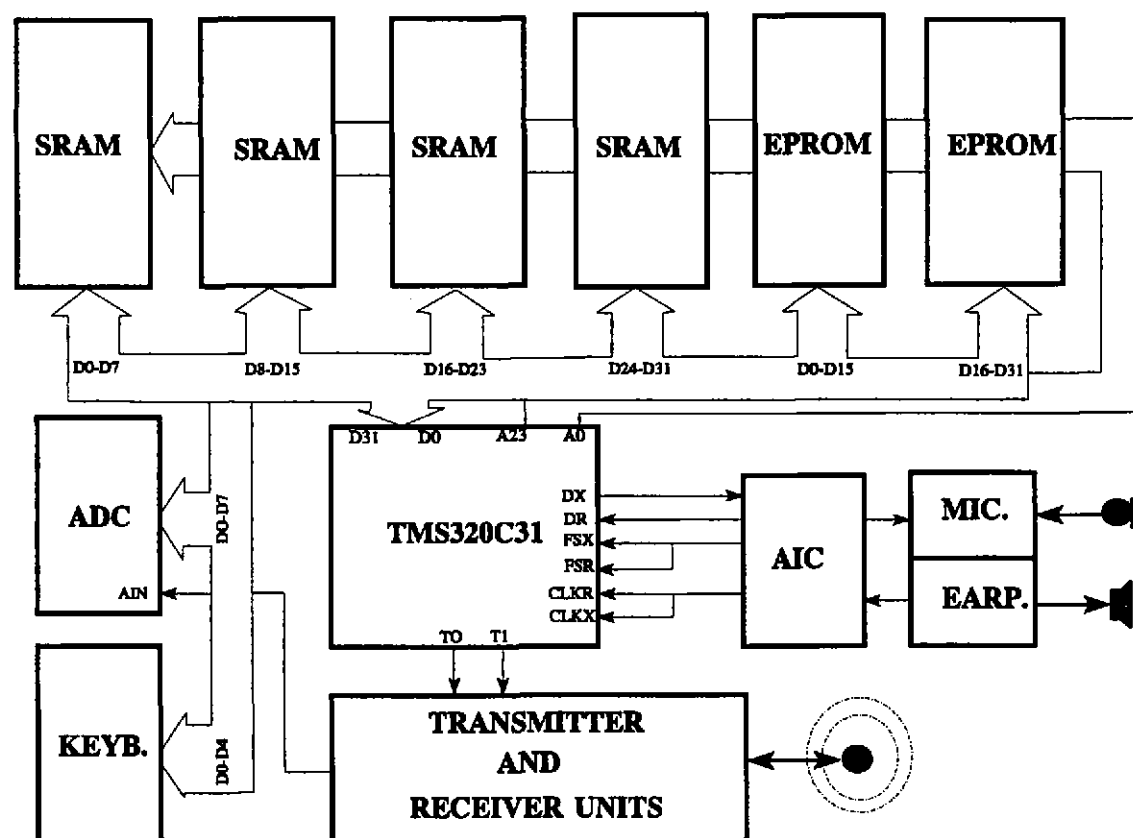 SRAM
SRAM
SRAM
SRAM
EPROM
EPROM
D0-D7
D8-D15
D16-D23
D24-D31
D0-D15
D16-D31
D31
D0
A23
A0
ADC
D0-D7
AIN
TMS320C31
DX
DR
FSX
FSR
CLKR
CLKX
T0
T1
AIC
MIC.
EARP.
KEYB.
D0-D4
TRANSMITTER
AND
RECEIVER UNITS